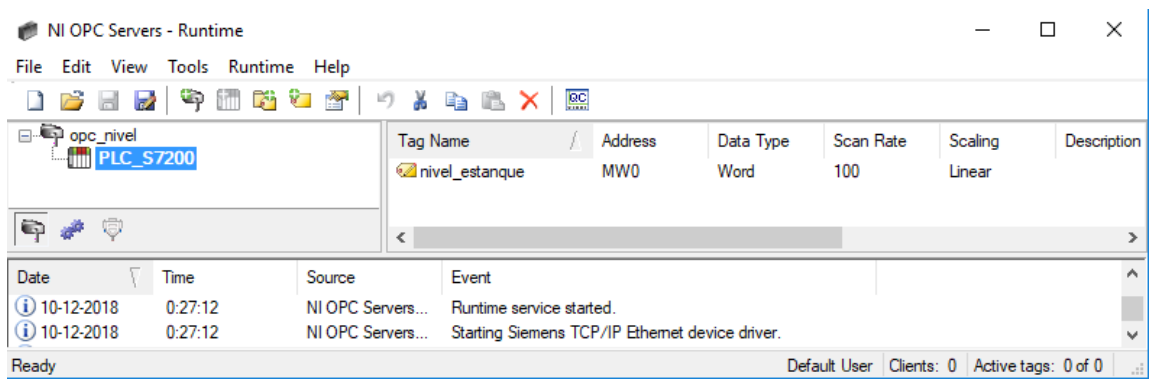 NI OPC Servers - Runtime
File Edit View Tools Runtime Help
QC
opc_nivel
PLC_S7200
Tag Name Address Data Type Scan Rate Scaling Description
nivel_estanque MW0 Word 100 Linear
Date Time Source Event
10-12-2018 0:27:12 NI OPC Servers... Runtime service started.
10-12-2018 0:27:12 NI OPC Servers... Starting Siemens TCP/IP Ethernet device driver.
Ready Default User Clients: 0 Active tags: 0 of 0